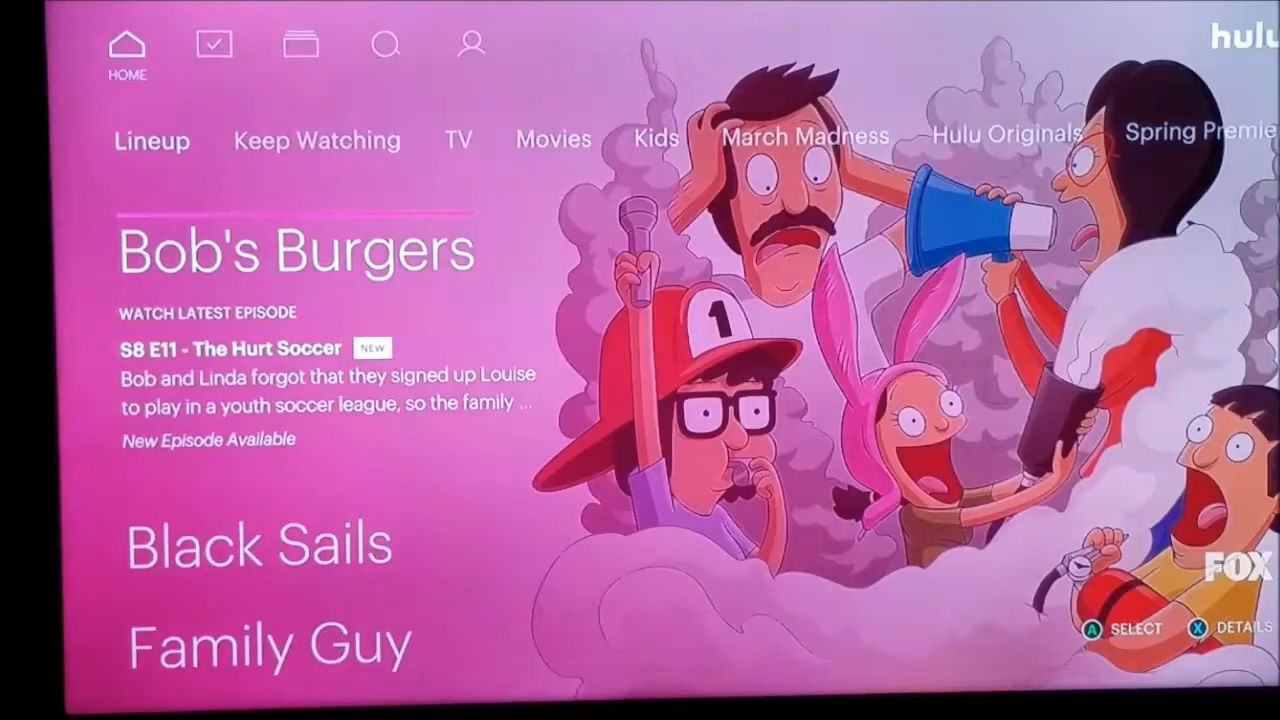 hulu
HOME
Lineup Keep Watching TV Movies Kids March Madness Hulu Originals Spring Premie
Bob's Burgers
WATCH LATEST EPISODE
S8 E11 - The Hurt Soccer NEW
Bob and Linda forgot that they signed up Louise
to play in a youth soccer league, so the family ...
New Episode Available
1
Black Sails
Family Guy
FOX
A SELECT X DETAILS